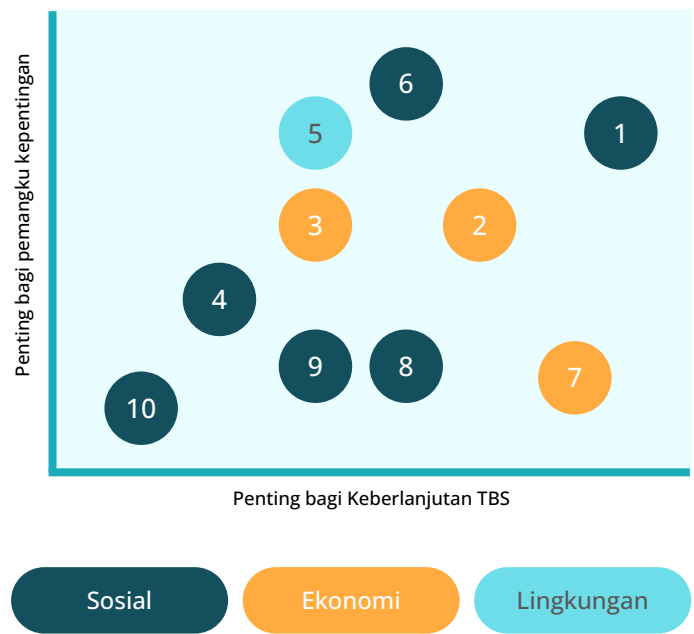 Penting bagi pemangku kepentingan
6
5
1
3
2
4
9
8
7
10
Penting bagi Keberlanjutan TBS
Sosial
Ekonomi
Lingkungan